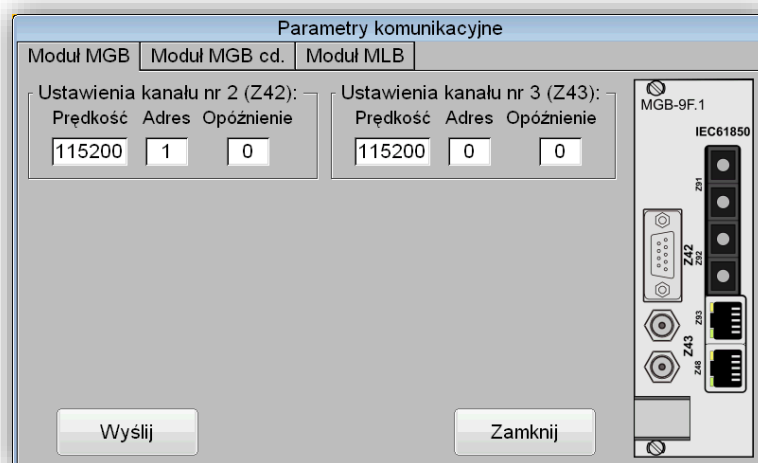 Parametry komunikacyjne
Moduł MGB Moduł MGB cd. Moduł MLB
Ustawienia kanału nr 2 (Z42): Ustawienia kanału nr 3 (Z43):
Prędkość Adres Opóźnienie Prędkość Adres Opóźnienie
115200 1 0 115200 0 0
MGB-9F.1
IEC61850
Z91
Z42
Z92
Z93
Z43
Z48
Wyślij Zamknij